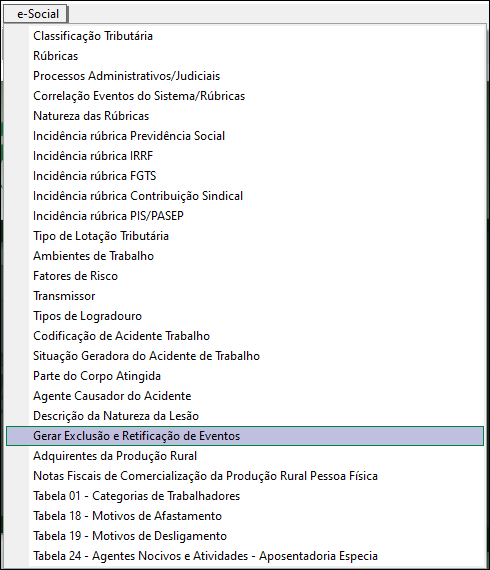 e-Social
Classificação Tributária
Rúbricas
Processos Administrativos/Judiciais
Correlação Eventos do Sistema/Rúbricas
Natureza das Rúbricas
Incidência rúbrica Previdência Social
Incidência rúbrica IRRF
Incidência rúbrica FGTS
Incidência rúbrica Contribuição Sindical
Incidência rúbrica PIS/PASEP
Tipo de Lotação Tributária
Ambientes de Trabalho
Fatores de Risco
Transmissor
Tipos de Logradouro
Codificação de Acidente Trabalho
Situação Geradora do Acidente de Trabalho
Parte do Corpo Atingida
Agente Causador do Acidente
Descrição da Natureza da Lesão
Gerar Exclusão e Retificação de Eventos
Adquirentes da Produção Rural
Notas Fiscais de Comercialização da Produção Rural Pessoa Física
Tabela 01 - Categorias de Trabalhadores
Tabela 18 - Motivos de Afastamento
Tabela 19 - Motivos de Desligamento
Tabela 24 - Agentes Nocivos e Atividades - Aposentadoria Especia